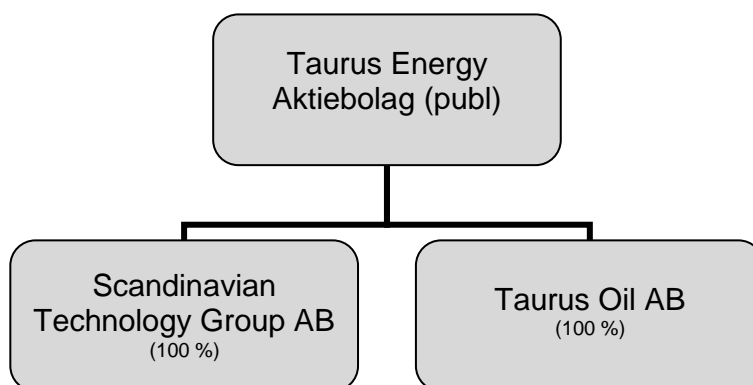 Taurus Energy
Aktiebolag (publ)
Scandinavian
Technology Group AB
(100 %)
Taurus Oil AB
(100 %)